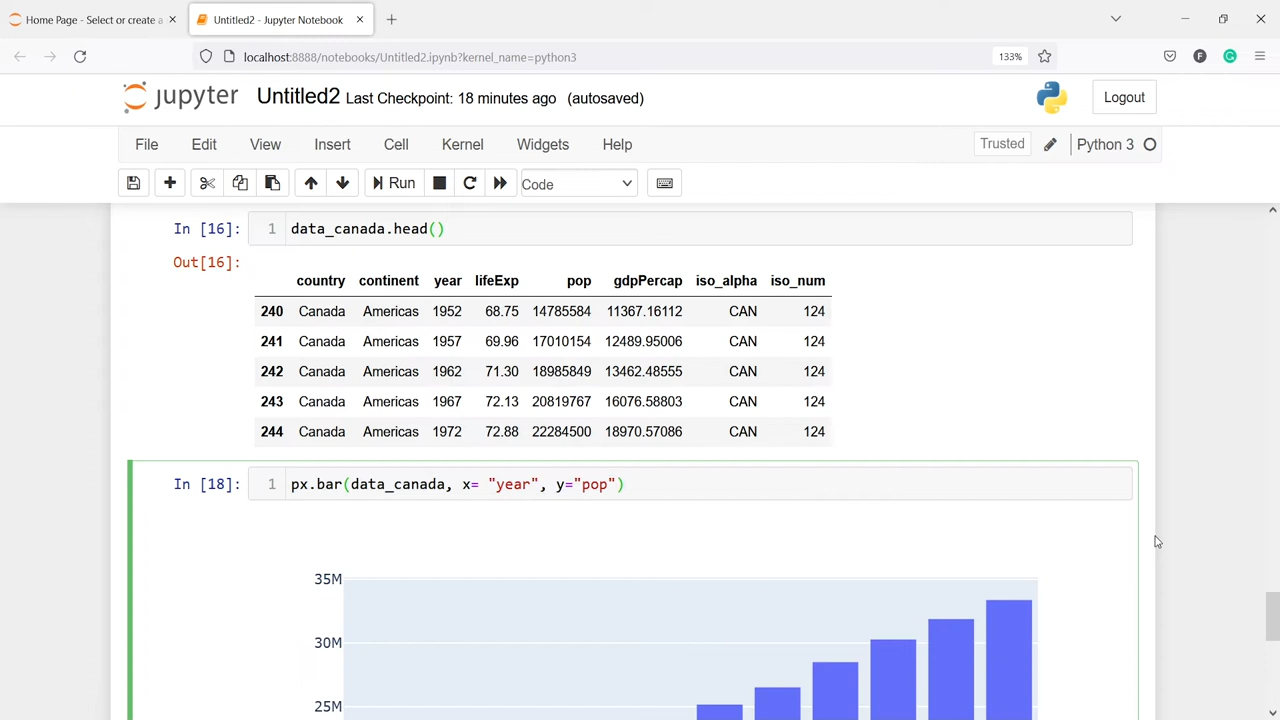 Home Page - Select or create a
Untitled2 - Jupyter Notebook
localhost:8888/notebooks/Untitled2.ipynb?kernel_name=python3
133%
F
G
jupyter Untitled2 Last Checkpoint: 18 minutes ago (autosaved)
Logout
File Edit View Insert Cell Kernel Widgets Help
Trusted
Python 3
Run
Code
In [16]: 1 data_canada.head()
Out[16]:
country continent year lifeExp pop gdpPercap iso_alpha iso_num
240 Canada Americas 1952 68.75 14785584 11367.16112 CAN 124
241 Canada Americas 1957 69.96 17010154 12489.95006 CAN 124
242 Canada Americas 1962 71.30 18985849 13462.48555 CAN 124
243 Canada Americas 1967 72.13 20819767 16076.58803 CAN 124
244 Canada Americas 1972 72.88 22284500 18970.57086 CAN 124
In [18]: 1 px.bar(data_canada, x= "year", y="pop")
35M
30M
25M